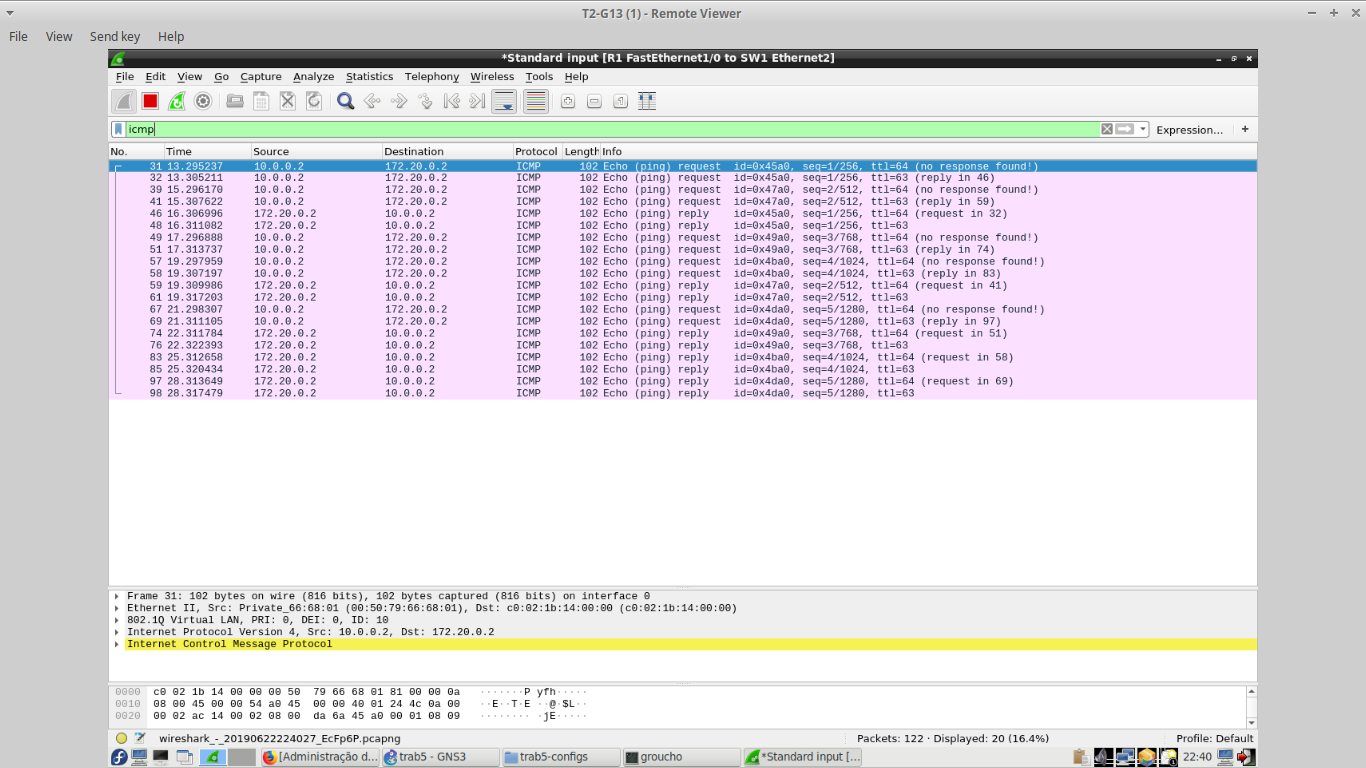 T2-G13 (1) - Remote Viewer
File View Send key Help
*Standard input [R1 FastEthernet1/0 to SW1 Ethernet2]
File Edit View Go Capture Analyze Statistics Telephony Wireless Tools Help
icmp Expression... +
No. Time Source Destination Protocol Length Info
31 13.295237 10.0.0.2 172.20.0.2 ICMP 102 Echo (ping) request id=0x45a0, seq=1/256, ttl=64 (no response found!)
32 13.305211 10.0.0.2 172.20.0.2 ICMP 102 Echo (ping) request id=0x45a0, seq=1/256, ttl=63 (reply in 46)
39 15.296170 10.0.0.2 172.20.0.2 ICMP 102 Echo (ping) request id=0x47a0, seq=2/512, ttl=64 (no response found!)
41 15.307622 10.0.0.2 172.20.0.2 ICMP 102 Echo (ping) request id=0x47a0, seq=2/512, ttl=63 (reply in 59)
46 16.306996 172.20.0.2 10.0.0.2 ICMP 102 Echo (ping) reply id=0x45a0, seq=1/256, ttl=64 (request in 32)
48 16.311082 172.20.0.2 10.0.0.2 ICMP 102 Echo (ping) reply id=0x45a0, seq=1/256, ttl=63
49 17.296888 10.0.0.2 172.20.0.2 ICMP 102 Echo (ping) request id=0x49a0, seq=3/768, ttl=64 (no response found!)
51 17.313737 10.0.0.2 172.20.0.2 ICMP 102 Echo (ping) request id=0x49a0, seq=3/768, ttl=63 (reply in 74)
57 19.297959 10.0.0.2 172.20.0.2 ICMP 102 Echo (ping) request id=0x4ba0, seq=4/1024, ttl=64 (no response found!)
58 19.307197 10.0.0.2 172.20.0.2 ICMP 102 Echo (ping) request id=0x4ba0, seq=4/1024, ttl=63 (reply in 83)
59 19.309986 172.20.0.2 10.0.0.2 ICMP 102 Echo (ping) reply id=0x47a0, seq=2/512, ttl=64 (request in 41)
61 19.317203 172.20.0.2 10.0.0.2 ICMP 102 Echo (ping) reply id=0x47a0, seq=2/512, ttl=63
67 21.298307 10.0.0.2 172.20.0.2 ICMP 102 Echo (ping) request id=0x4da0, seq=5/1280, ttl=64 (no response found!)
69 21.311105 10.0.0.2 172.20.0.2 ICMP 102 Echo (ping) request id=0x4da0, seq=5/1280, ttl=63 (reply in 97)
74 22.311784 172.20.0.2 10.0.0.2 ICMP 102 Echo (ping) reply id=0x49a0, seq=3/768, ttl=64 (request in 51)
76 22.322393 172.20.0.2 10.0.0.2 ICMP 102 Echo (ping) reply id=0x49a0, seq=3/768, ttl=63
83 25.312658 172.20.0.2 10.0.0.2 ICMP 102 Echo (ping) reply id=0x4ba0, seq=4/1024, ttl=64 (request in 58)
85 25.320434 172.20.0.2 10.0.0.2 ICMP 102 Echo (ping) reply id=0x4ba0, seq=4/1024, ttl=63
97 28.313649 172.20.0.2 10.0.0.2 ICMP 102 Echo (ping) reply id=0x4da0, seq=5/1280, ttl=64 (request in 69)
98 28.317479 172.20.0.2 10.0.0.2 ICMP 102 Echo (ping) reply id=0x4da0, seq=5/1280, ttl=63
Frame 31: 102 bytes on wire (816 bits), 102 bytes captured (816 bits) on interface 0
Ethernet II, Src: Private_66:68:01 (00:50:79:66:68:01), Dst: c0:02:1b:14:00:00 (c0:02:1b:14:00:00)
802.1Q Virtual LAN, PRI: 0, DEI: 0, ID: 10
Internet Protocol Version 4, Src: 10.0.0.2, Dst: 172.20.0.2
Internet Control Message Protocol
0000 c0 02 1b 14 00 00 00 50 79 66 68 01 81 00 00 0a ·······P yfh·····
0010 08 00 45 00 00 54 a0 45 00 00 40 01 24 4c 0a 00 ··E··T·E ··@·$L··
0020 00 02 ac 14 00 02 08 00 da 6a 45 a0 00 01 08 09 ········ ·jE·····
wireshark_-_20190622224027_EcFp6P.pcapng Packets: 122 · Displayed: 20 (16.4%) Profile: Default
[Administração d... trab5 - GNS3 trab5-configs groucho *Standard input [... 22:40